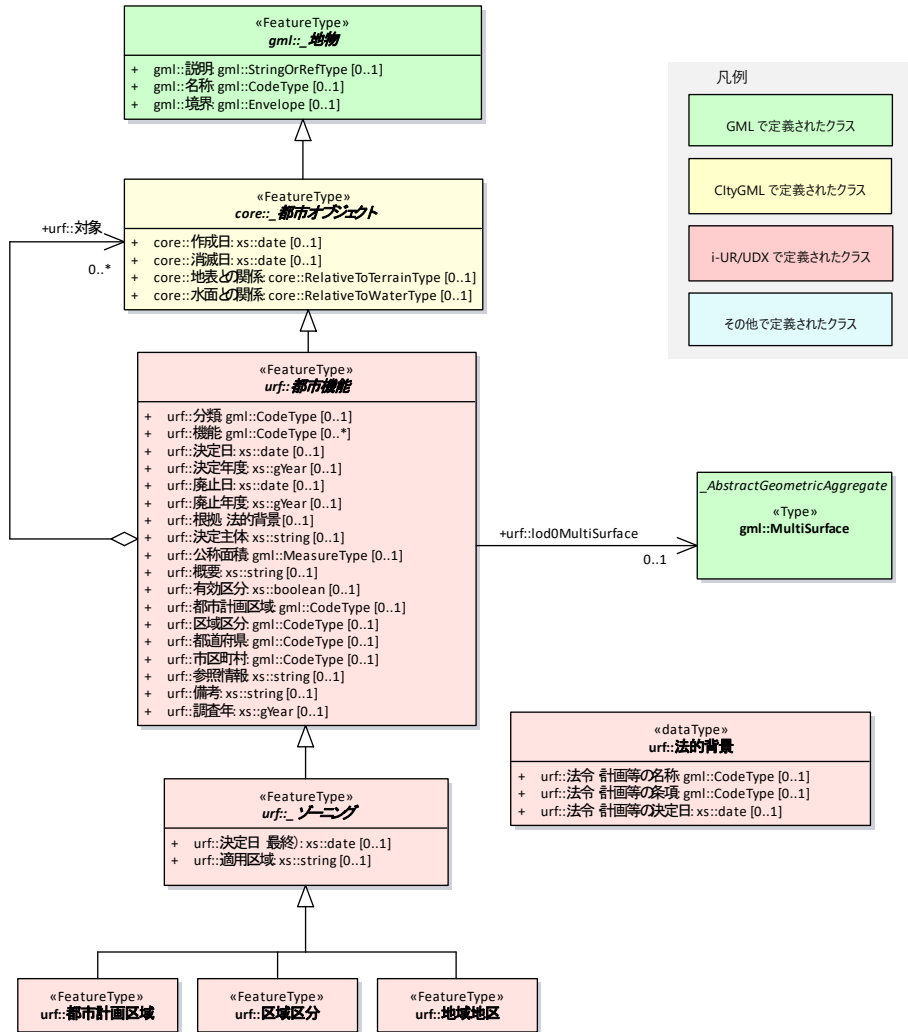 «FeatureType»
gml::_地物
+ gml::説明: gml::StringOrRefType [0..1]
+ gml::名称: gml::CodeType [0..1]
+ gml::境界: gml::Envelope [0..1]
凡例
GML で定義されたクラス
CItyGML で定義されたクラス
i-UR/UDX で定義されたクラス
その他で定義されたクラス
«FeatureType»
core::_都市オブジェクト
+ core::作成日: xs::date [0..1]
+ core::消滅日: xs::date [0..1]
+ core::地表との関係: core::RelativeToTerrainType [0..1]
+ core::水面との関係: core::RelativeToWaterType [0..1]
+urf::対象
0..*
«FeatureType»
urf::都市機能
+ urf::分類: gml::CodeType [0..1]
+ urf::機能: gml::CodeType [0..*]
+ urf::決定日: xs::date [0..1]
+ urf::決定年度: xs::gYear [0..1]
+ urf::廃止日: xs::date [0..1]
+ urf::廃止年度: xs::gYear [0..1]
+ urf::根拠: 法的背景 [0..1]
+ urf::決定主体: xs::string [0..1]
+ urf::公称面積: gml::MeasureType [0..1]
+ urf::概要: xs::string [0..1]
+ urf::有効区分: xs::boolean [0..1]
+ urf::都市計画区域: gml::CodeType [0..1]
+ urf::区域区分: gml::CodeType [0..1]
+ urf::都道府県: gml::CodeType [0..1]
+ urf::市区町村: gml::CodeType [0..1]
+ urf::参照情報: xs::string [0..1]
+ urf::備考: xs::string [0..1]
+ urf::調査年: xs::gYear [0..1]
+urf::lod0MultiSurface
0..1
_AbstractGeometricAggregate
«Type»
gml::MultiSurface
«dataType»
urf::法的背景
+ urf::法令・計画等の名称: gml::CodeType [0..1]
+ urf::法令・計画等の条項: gml::CodeType [0..1]
+ urf::法令・計画等の決定日: xs::date [0..1]
«FeatureType»
urf::_ゾーニング
+ urf::決定日（最終）: xs::date [0..1]
+ urf::適用区域: xs::string [0..1]
«FeatureType»
urf::都市計画区域
«FeatureType»
urf::区域区分
«FeatureType»
urf::地域地区